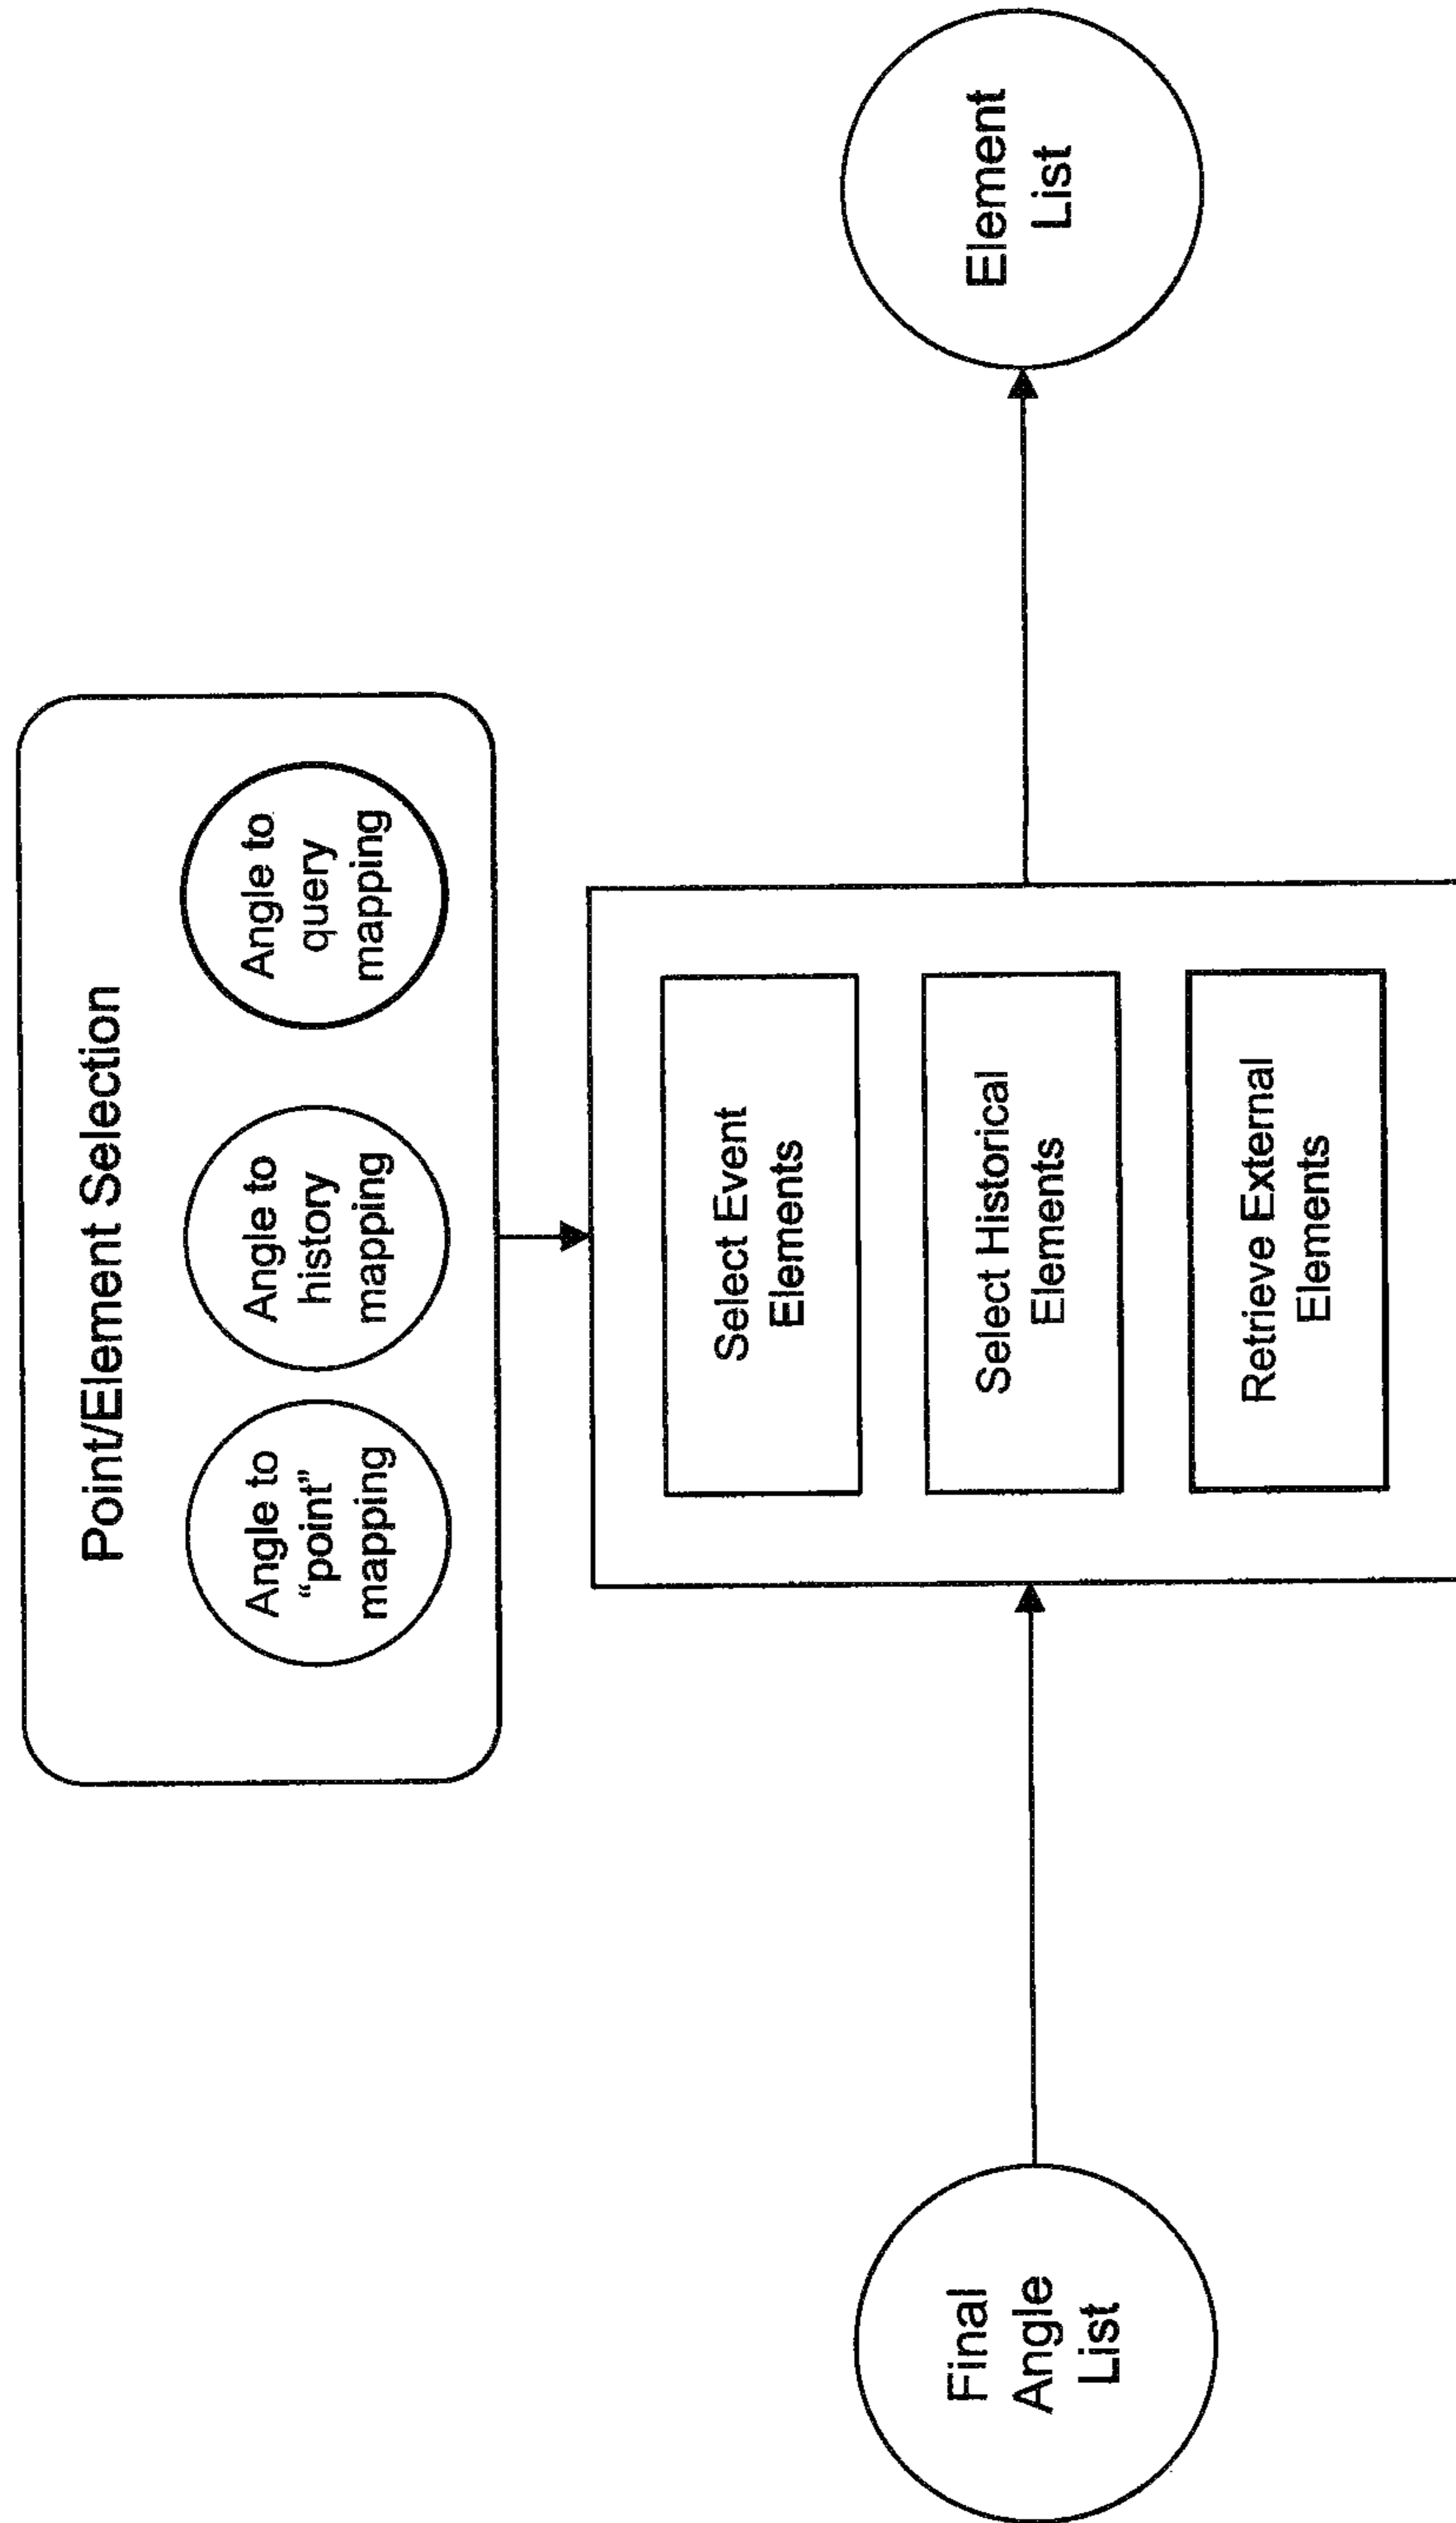 Point/Element Selection
Angle to
“point”
mapping
Angle to
history
mapping
Angle to
query
mapping
Final
Angle
List
Select Event
Elements
Select Historical
Elements
Retrieve External
Elements
Element
List